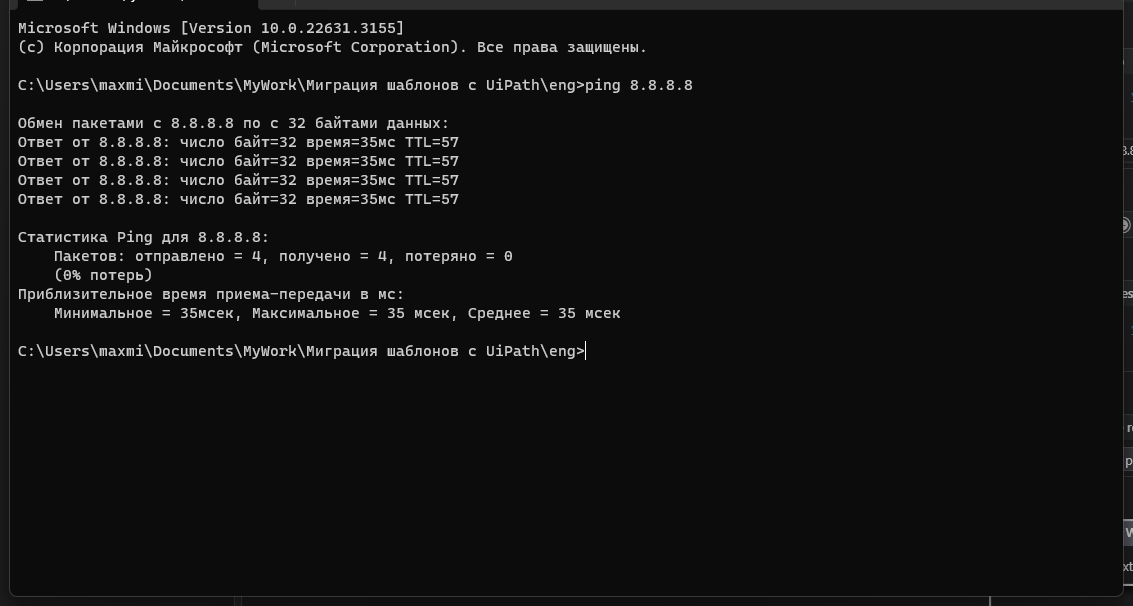 Microsoft Windows [Version 10.0.22631.3155]
(c) Корпорация Майкрософт (Microsoft Corporation). Все права защищены.
C:\Users\maxmi\Documents\MyWork\Миграция шаблонов с UiPath\eng>ping 8.8.8.8
Обмен пакетами с 8.8.8.8 по с 32 байтами данных:
Ответ от 8.8.8.8: число байт=32 время=35мс TTL=57
Ответ от 8.8.8.8: число байт=32 время=35мс TTL=57
Ответ от 8.8.8.8: число байт=32 время=35мс TTL=57
Ответ от 8.8.8.8: число байт=32 время=35мс TTL=57
Статистика Ping для 8.8.8.8:
Пакетов: отправлено = 4, получено = 4, потеряно = 0
(0% потерь)
Приблизительное время приема-передачи в мс:
Минимальное = 35мсек, Максимальное = 35 мсек, Среднее = 35 мсек
C:\Users\maxmi\Documents\MyWork\Миграция шаблонов с UiPath\eng>